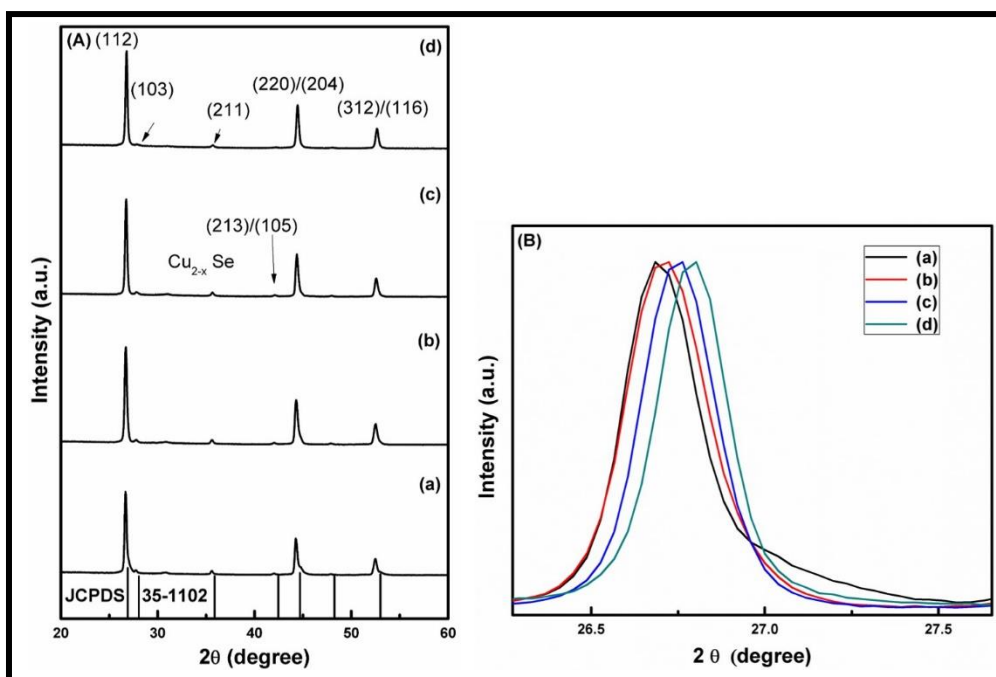 (A) (112)
(d)
(103)
(211)
(220)/(204)
(312)/(116)
(c)
(213)/(105)
Cu2-x Se
(b)
(a)
JCPDS 35-1102
20 30 40 50 60
2θ (degree)
Intensity (a.u.)
(B)
(a)
(b)
(c)
(d)
26.5 27.0 27.5
2 θ (degree)
Intensity (a.u.)